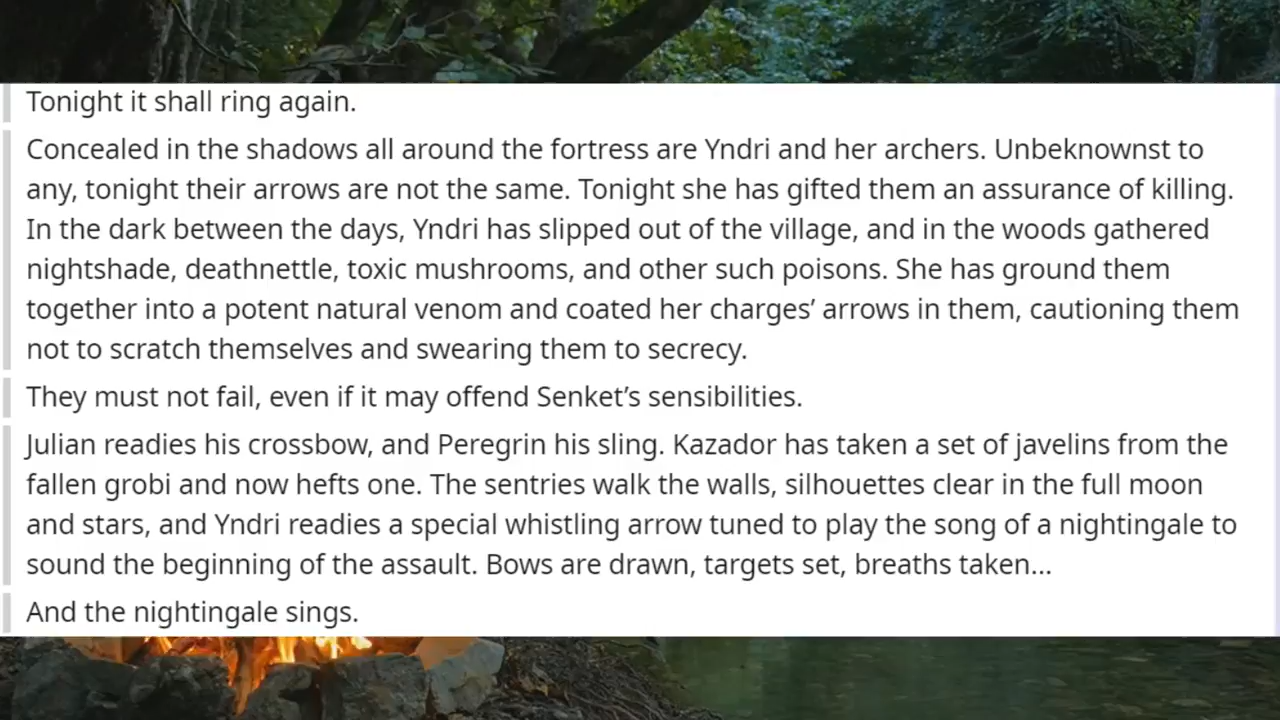 Tonight it shall ring again.
Concealed in the shadows all around the fortress are Yndri and her archers. Unbeknownst to
any, tonight their arrows are not the same. Tonight she has gifted them an assurance of killing.
In the dark between the days, Yndri has slipped out of the village, and in the woods gathered
nightshade, deathnettle, toxic mushrooms, and other such poisons. She has ground them
together into a potent natural venom and coated her charges’ arrows in them, cautioning them
not to scratch themselves and swearing them to secrecy.
They must not fail, even if it may offend Senket’s sensibilities.
Julian readies his crossbow, and Peregrin his sling. Kazador has taken a set of javelins from the
fallen grobi and now hefts one. The sentries walk the walls, silhouettes clear in the full moon
and stars, and Yndri readies a special whistling arrow tuned to play the song of a nightingale to
sound the beginning of the assault. Bows are drawn, targets set, breaths taken...
And the nightingale sings.